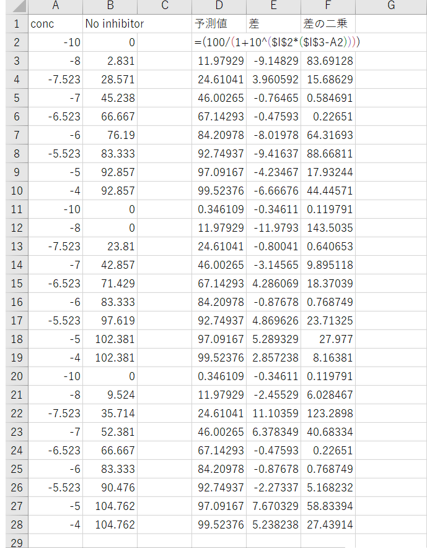 A B C D E F G
1 conc No inhibitor 予測値 差 差の二乗
2 -10 0 =(100/(1+10^($I$2*($I$3-A2))))
3 -8 2.831 11.97929 -9.14829 83.69128
4 -7.523 28.571 24.61041 3.960592 15.68629
5 -7 45.238 46.00265 -0.76465 0.584691
6 -6.523 66.667 67.14293 -0.47593 0.22651
7 -6 76.19 84.20978 -8.01978 64.31693
8 -5.523 83.333 92.74937 -9.41637 88.66811
9 -5 92.857 97.09167 -4.23467 17.93244
10 -4 92.857 99.52376 -6.66676 44.44571
11 -10 0 0.346109 -0.34611 0.119791
12 -8 0 11.97929 -11.9793 143.5035
13 -7.523 23.81 24.61041 -0.80041 0.640653
14 -7 42.857 46.00265 -3.14565 9.895118
15 -6.523 71.429 67.14293 4.286069 18.37039
16 -6 83.333 84.20978 -0.87678 0.768749
17 -5.523 97.619 92.74937 4.869626 23.71325
18 -5 102.381 97.09167 5.289329 27.977
19 -4 102.381 99.52376 2.857238 8.16381
20 -10 0 0.346109 -0.34611 0.119791
21 -8 9.524 11.97929 -2.45529 6.028467
22 -7.523 35.714 24.61041 11.10359 123.2898
23 -7 52.381 46.00265 6.378349 40.68334
24 -6.523 66.667 67.14293 -0.47593 0.22651
25 -6 83.333 84.20978 -0.87678 0.768749
26 -5.523 90.476 92.74937 -2.27337 5.168232
27 -5 104.762 97.09167 7.670329 58.83394
28 -4 104.762 99.52376 5.238238 27.43914
29